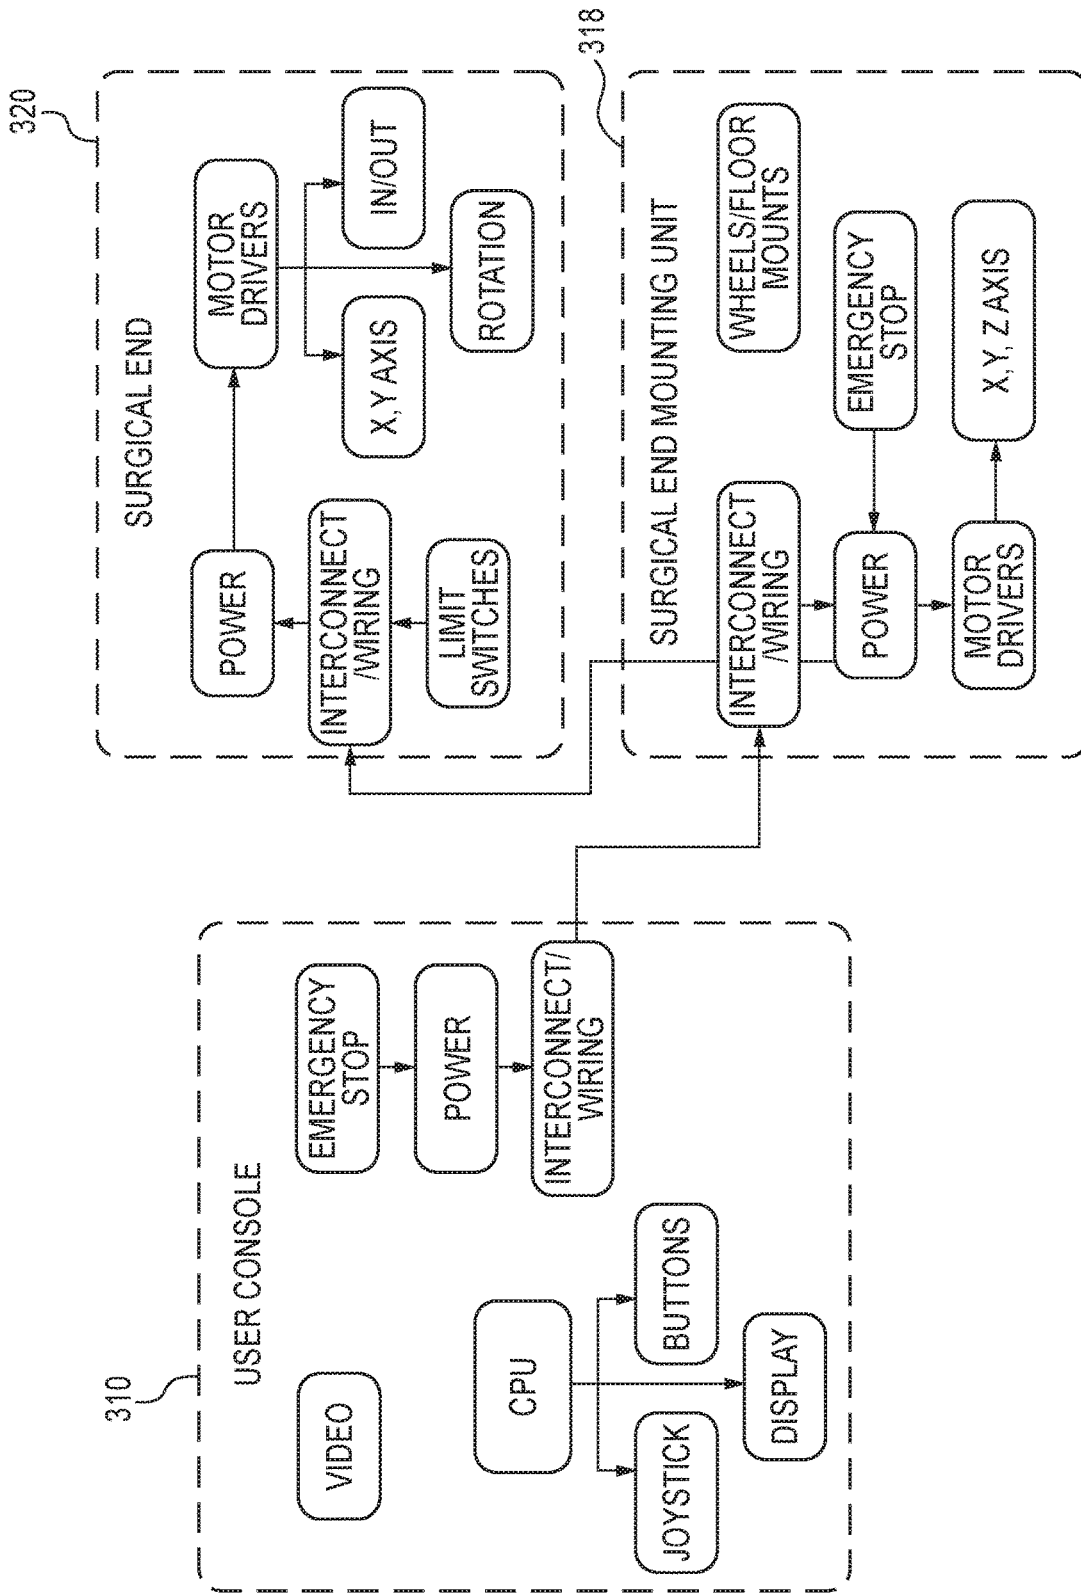 310
USER CONSOLE
VIDEO
CPU
JOYSTICK
BUTTONS
DISPLAY
EMERGENCY
STOP
POWER
INTERCONNECT/
WIRING
320
SURGICAL END
POWER
MOTOR
DRIVERS
INTERCONNECT
/WIRING
LIMIT
SWITCHES
X, Y AXIS
IN/OUT
ROTATION
318
SURGICAL END MOUNTING UNIT
INTERCONNECT
/WIRING
WHEELS/FLOOR
MOUNTS
POWER
EMERGENCY
STOP
MOTOR
DRIVERS
X, Y, Z AXIS